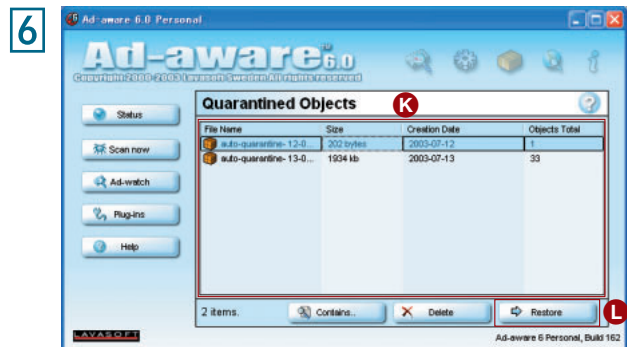 6
Ad-aware 6.0 Personal
Ad-aware 6.0
Copyright 2000-2003 Lavasoft Sweden All rights reserved
Status
Scan now
Ad-watch
Plug-ins
Help
Quarantined Objects
K
?
File Name Size Creation Date Objects Total
auto-quarantine- 12-0... 202 bytes 2003-07-12 1
auto-quarantine- 13-0... 1934 kb 2003-07-13 33
2 items.
Contains..
Delete
Restore
L
LAVASOFT
Ad-aware 6 Personal, Build 162